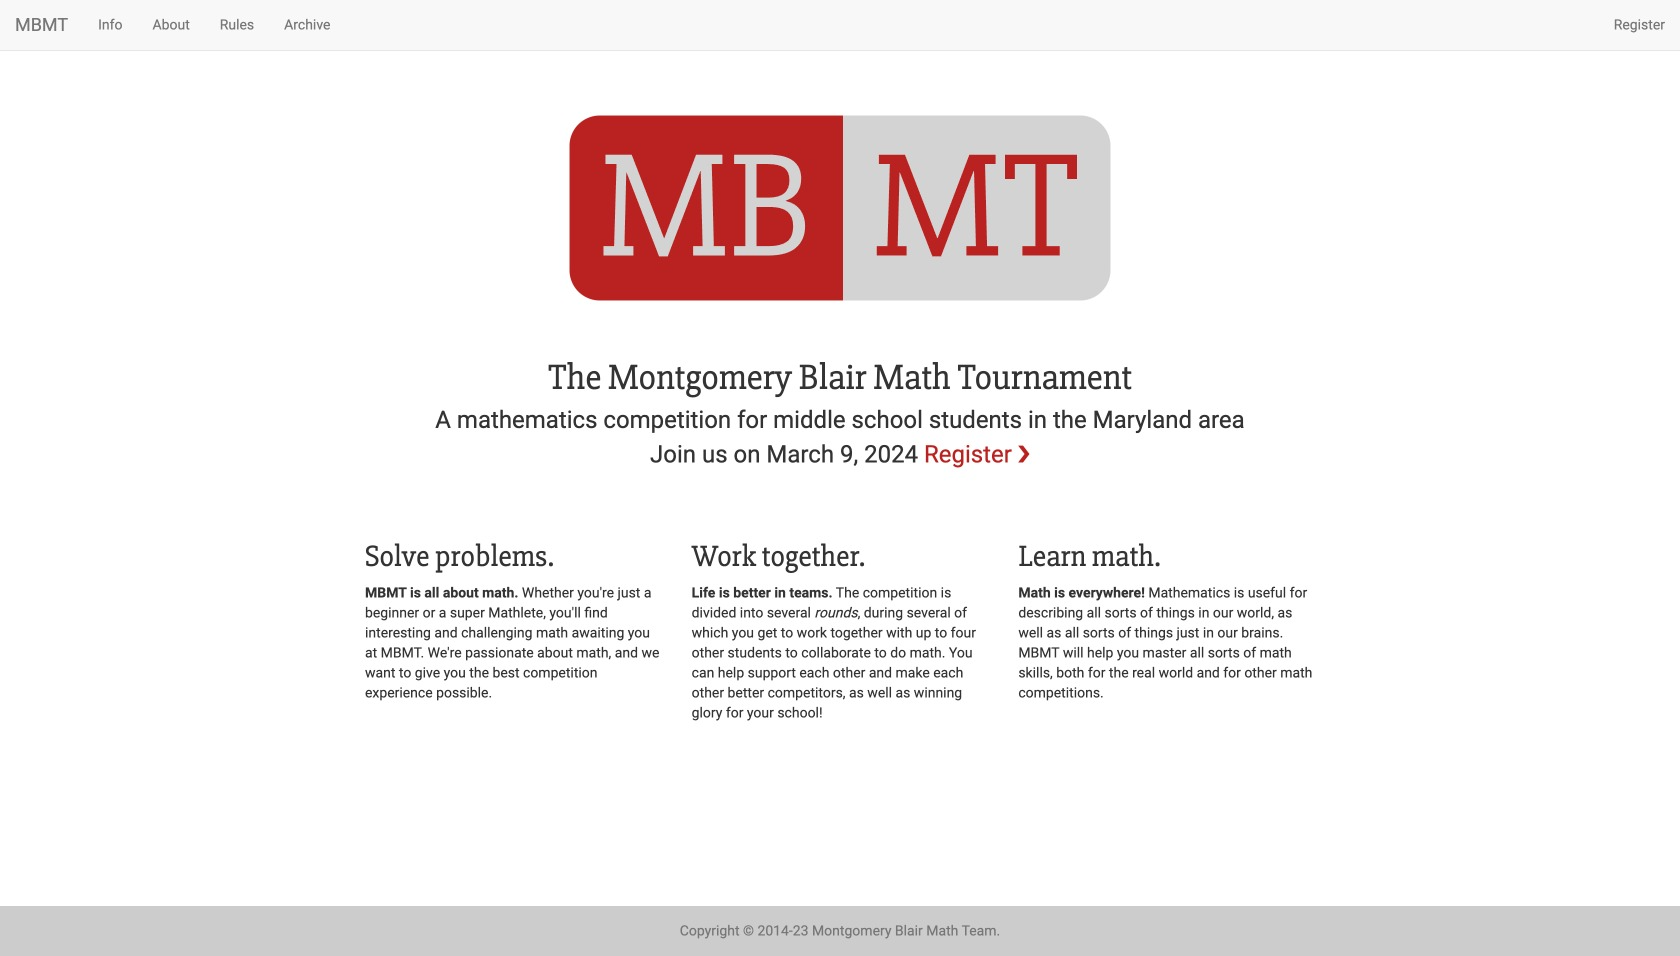 MBMT Info About Rules Archive Register
MB MT
The Montgomery Blair Math Tournament
A mathematics competition for middle school students in the Maryland area
Join us on March 9, 2024 Register ❯
Solve problems.
MBMT is all about math. Whether you're just a
beginner or a super Mathlete, you'll find
interesting and challenging math awaiting you
at MBMT. We're passionate about math, and we
want to give you the best competition
experience possible.
Work together.
Life is better in teams. The competition is
divided into several rounds, during several of
which you get to work together with up to four
other students to collaborate to do math. You
can help support each other and make each
other better competitors, as well as winning
glory for your school!
Learn math.
Math is everywhere! Mathematics is useful for
describing all sorts of things in our world, as
well as all sorts of things just in our brains.
MBMT will help you master all sorts of math
skills, both for the real world and for other math
competitions.
Copyright © 2014-23 Montgomery Blair Math Team.